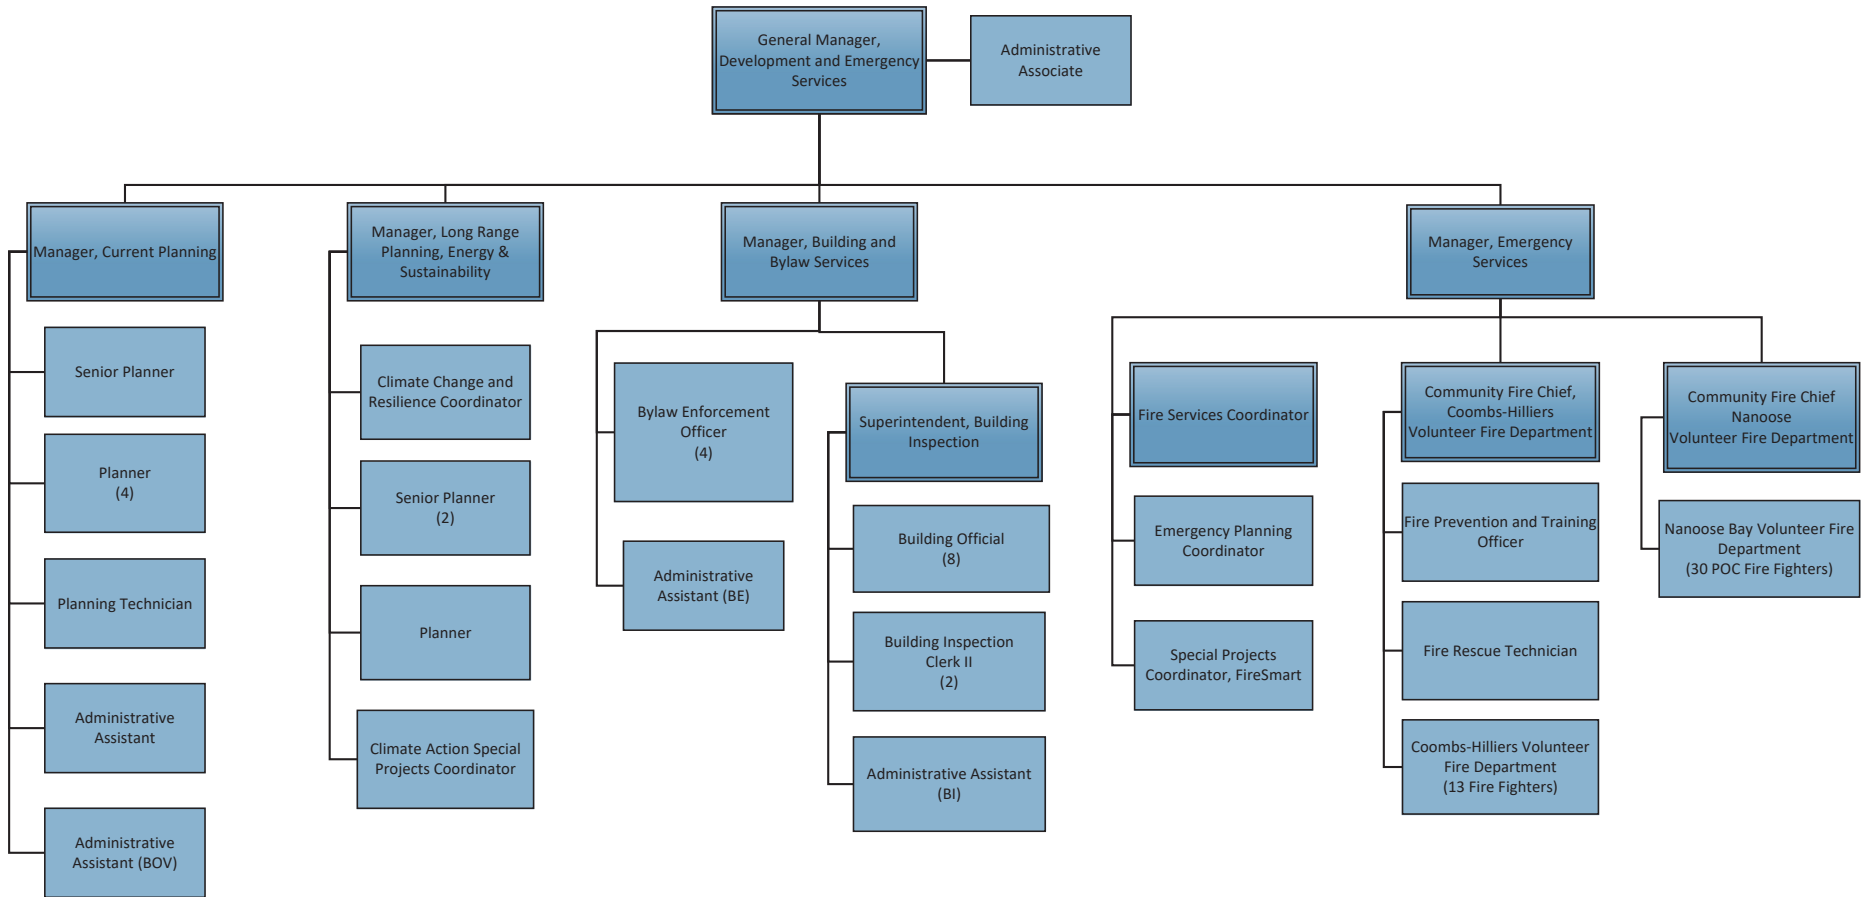 General Manager,
Development and Emergency
Services
Administrative
Associate
Manager, Current Planning
Senior Planner
Planner
(4)
Planning Technician
Administrative
Assistant
Administrative
Assistant (BOV)
Manager, Long Range
Planning, Energy &
Sustainability
Climate Change and
Resilience Coordinator
Senior Planner
(2)
Planner
Climate Action Special
Projects Coordinator
Manager, Building and
Bylaw Services
Bylaw Enforcement
Officer
(4)
Administrative
Assistant (BE)
Superintendent, Building
Inspection
Building Official
(8)
Building Inspection
Clerk II
(2)
Administrative Assistant
(BI)
Manager, Emergency
Services
Fire Services Coordinator
Emergency Planning
Coordinator
Special Projects
Coordinator, FireSmart
Community Fire Chief,
Coombs-Hilliers
Volunteer Fire Department
Fire Prevention and Training
Officer
Fire Rescue Technician
Coombs-Hilliers Volunteer
Fire Department
(13 Fire Fighters)
Community Fire Chief
Nanoose
Volunteer Fire Department
Nanoose Bay Volunteer Fire
Department
(30 POC Fire Fighters)